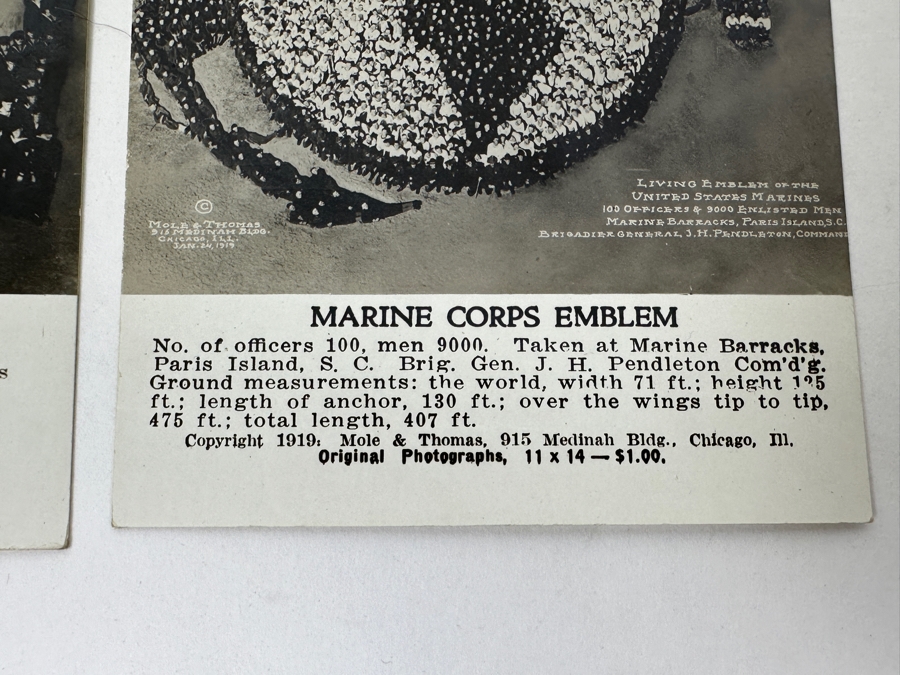 ©
Mole & Thomas
915 Medinah Bldg.
Chicago, Ill.
Jan. 24, 1919
Living Emblem of the
United States Marines
100 Officers & 9000 Enlisted Men
Marine Barracks, Paris Island, S.C.
Brigadier General, J.H. Pendleton,
s
MARINE CORPS EMBLEM
No. of officers 100, men 9000. Taken at Marine Barracks,
Paris Island, S. C. Brig. Gen. J. H. Pendleton Com'd'g.
Ground measurements: the world, width 71 ft.; height
ft.; length of anchor, 130 ft.; over the wings tip to tip,
475 ft.; total length, 407 ft.
Copyright 1919: Mole & Thomas, 915 Medinah Bldg., Chicago, Ill.
Original Photographs, 11 x 14 — $1.00.